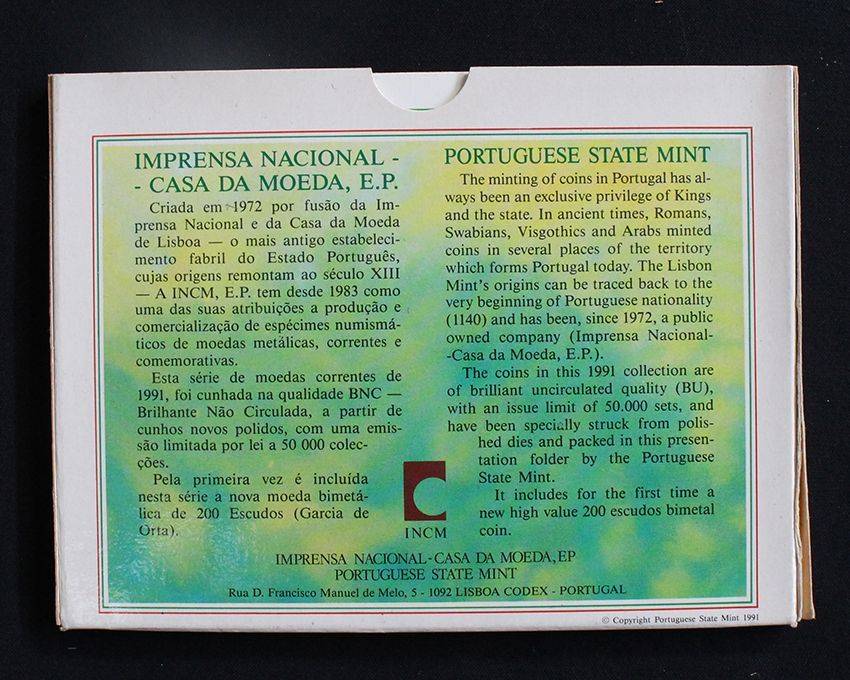 IMPRENSA NACIONAL -
- CASA DA MOEDA, E.P.
Criada em 1972 por fusão da Im-
prensa Nacional e da Casa da Moeda
de Lisboa — o mais antigo estabeleci-
mento fabril do Estado Português,
cujas origens remontam ao século XIII
— A INCM, E.P. tem desde 1983 como
uma das suas atribuições a produção e
comercialização de espécimes numismá-
ticos de moedas metálicas, correntes e
comemorativas.
Esta série de moedas correntes de
1991, foi cunhada na qualidade BNC —
Brilhante Não Circulada, a partir de
cunhos novos polidos, com uma emis-
são limitada por lei a 50 000 colec-
ções.
Pela primeira vez é incluída
nesta série a nova moeda bimetá-
lica de 200 Escudos (Garcia de
Orta).
PORTUGUESE STATE MINT
The minting of coins in Portugal has al-
ways been an exclusive privilege of Kings
and the state. In ancient times, Romans,
Swabians, Visgothics and Arabs minted
coins in several places of the territory
which forms Portugal today. The Lisbon
Mint's origins can be traced back to the
very beginning of Portuguese nationality
(1140) and has been, since 1972, a public
owned company (Imprensa Nacional-
-Casa da Moeda, E.P.).
The coins in this 1991 collection are
of brilliant uncirculated quality (BU),
with an issue limit of 50.000 sets, and
have been specially struck from polis-
hed dies and packed in this presen-
tation folder by the Portuguese
State Mint.
It includes for the first time a
new high value 200 escudos bimetal
coin.
INCM
IMPRENSA NACIONAL-CASA DA MOEDA, EP
PORTUGUESE STATE MINT
Rua D. Francisco Manuel de Melo, 5 - 1092 LISBOA CODEX - PORTUGAL
© Copyright Portuguese State Mint 1991